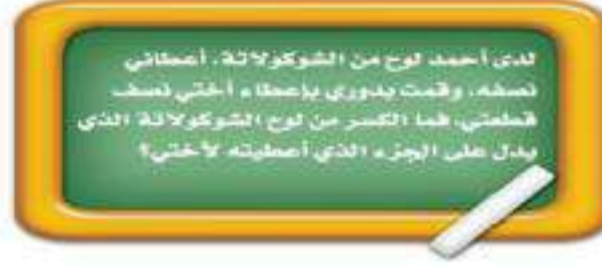 لدى أحمد لوح من الشوكولاتة، أعطاني
نصفه، وقمت بدوري بإعطاء أختي نصف
قطعتي، فما الكسر من لوح الشوكولاتة الذي
يدل على الجزء الذي أعطيته لأختي؟